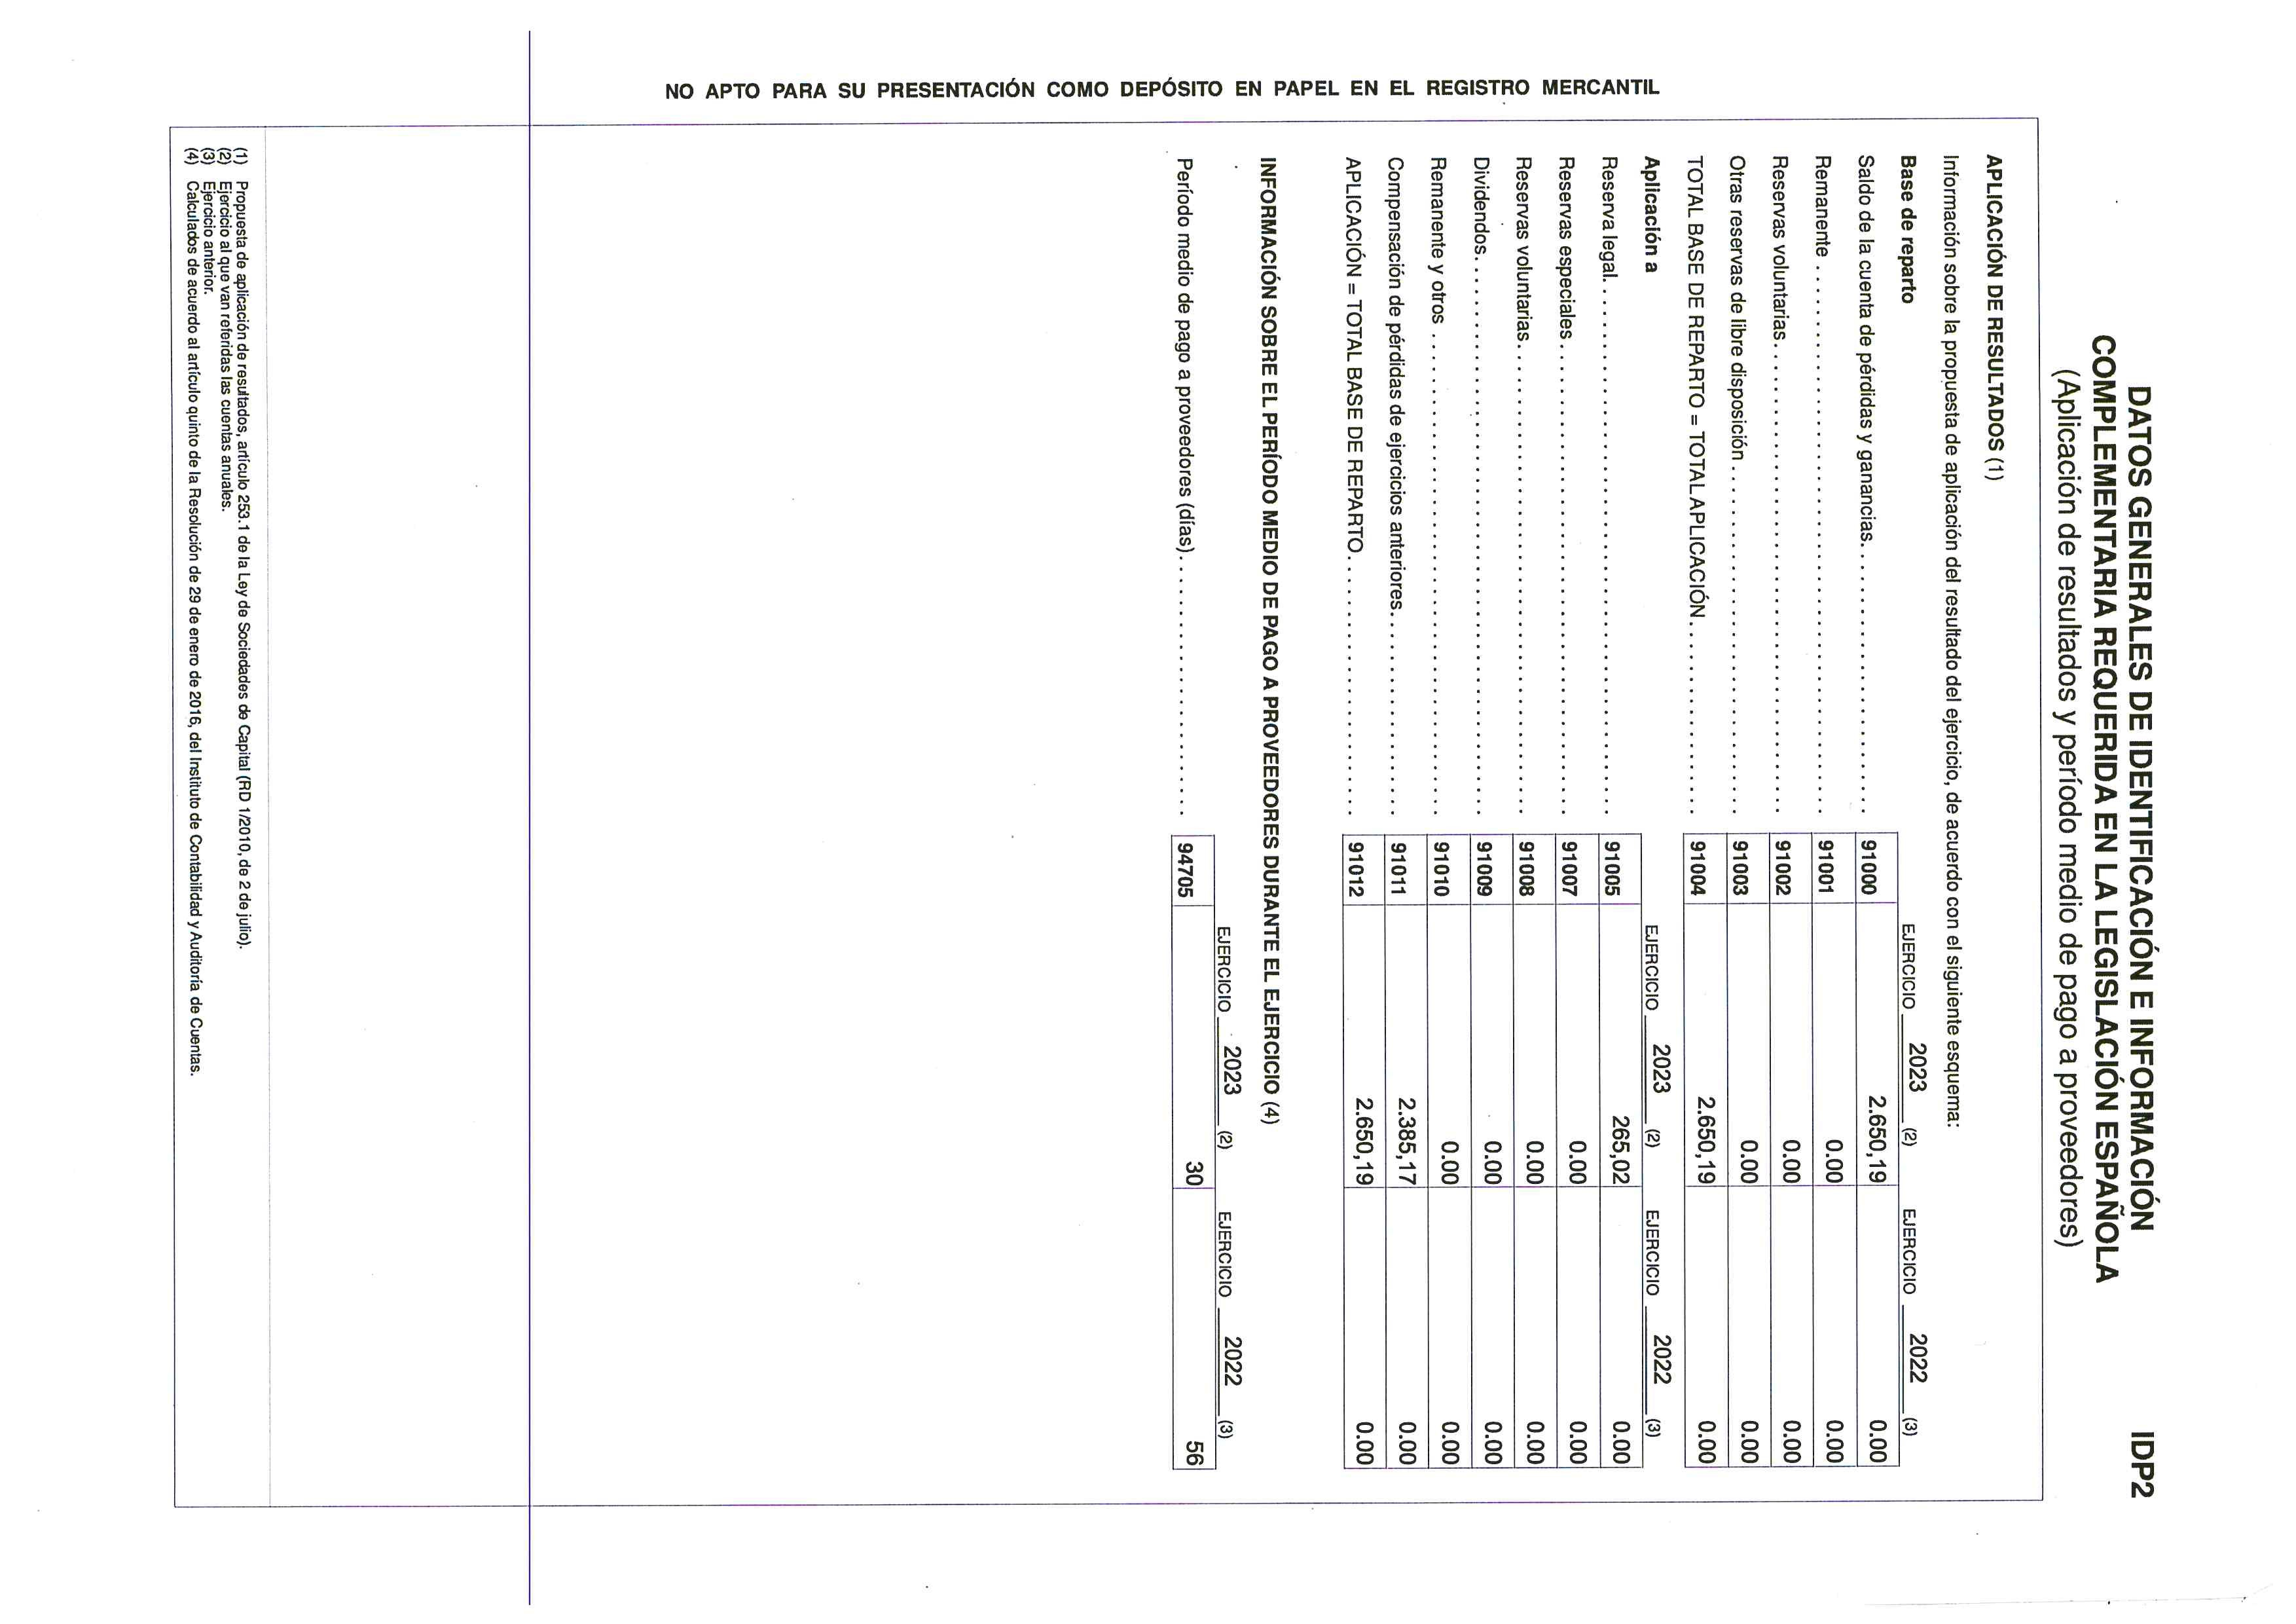 DATOS GENERALES DE IDENTIFICACIÓN E INFORMACIÓN IDP2
COMPLEMENTARIA REQUERIDA EN LA LEGISLACIÓN ESPAÑOLA
(Aplicación de resultados y período medio de pago a proveedores)
APLICACIÓN DE RESULTADOS (1)
Información sobre la propuesta de aplicación del resultado del ejercicio, de acuerdo con el siguiente esquema:
Base de reparto EJERCICIO 2023 (2) EJERCICIO 2022 (3)
Saldo de la cuenta de pérdidas y ganancias. 91000 2.650,19 0.00
Remanente 91001 0.00 0.00
Reservas voluntarias. 91002 0.00 0.00
Otras reservas de libre disposición 91003 0.00 0.00
TOTAL BASE DE REPARTO = TOTAL APLICACIÓN. 91004 2.650,19 0.00
Aplicación a EJERCICIO 2023 (2) EJERCICIO 2022 (3)
Reserva legal. 91005 265,02 0.00
Reservas especiales 91007 0.00 0.00
Reservas voluntarias. 91008 0.00 0.00
Dividendos. 91009 0.00 0.00
Remanente y otros 91010 0.00 0.00
Compensación de pérdidas de ejercicios anteriores. 91011 2.385,17 0.00
APLICACIÓN = TOTAL BASE DE REPARTO. 91012 2.650,19 0.00
INFORMACIÓN SOBRE EL PERÍODO MEDIO DE PAGO A PROVEEDORES DURANTE EL EJERCICIO (4)
EJERCICIO 2023 (2) EJERCICIO 2022 (3)
Período medio de pago a proveedores (días). 94705 30 56
(1) Propuesta de aplicación de resultados, artículo 253.1 de la Ley de Sociedades de Capital (RD 1/2010, de 2 de julio).
(2) Ejercicio al que van referidas las cuentas anuales.
(3) Ejercicio anterior.
(4) Calculados de acuerdo al artículo quinto de la Resolución de 29 de enero de 2016, del Instituto de Contabilidad y Auditoría de Cuentas.
NO APTO PARA SU PRESENTACIÓN COMO DEPÓSITO EN PAPEL EN EL REGISTRO MERCANTIL